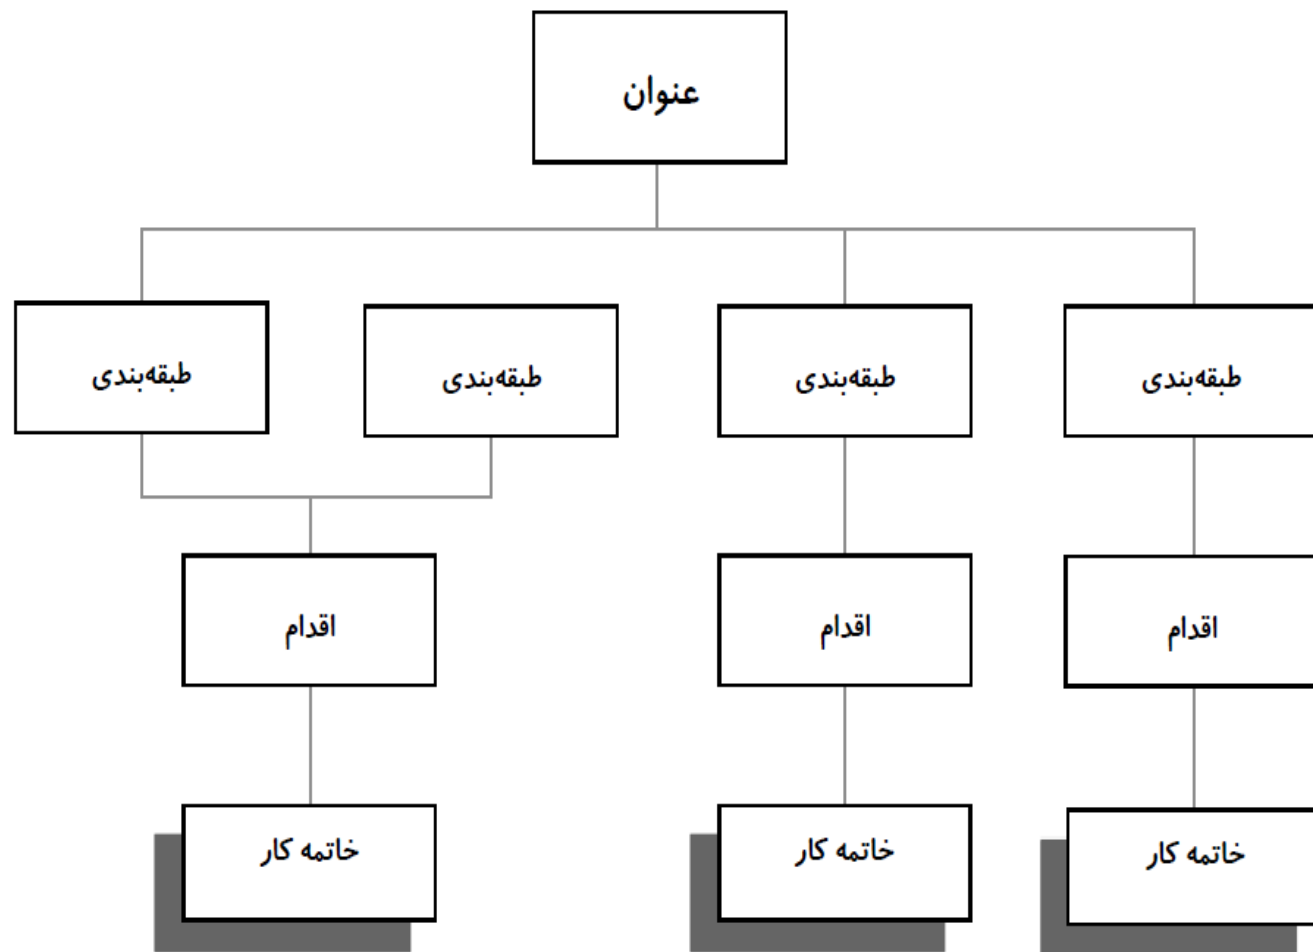 عنوان
طبقه‌بندی
طبقه‌بندی
طبقه‌بندی
طبقه‌بندی
اقدام
اقدام
اقدام
خاتمه کار
خاتمه کار
خاتمه کار